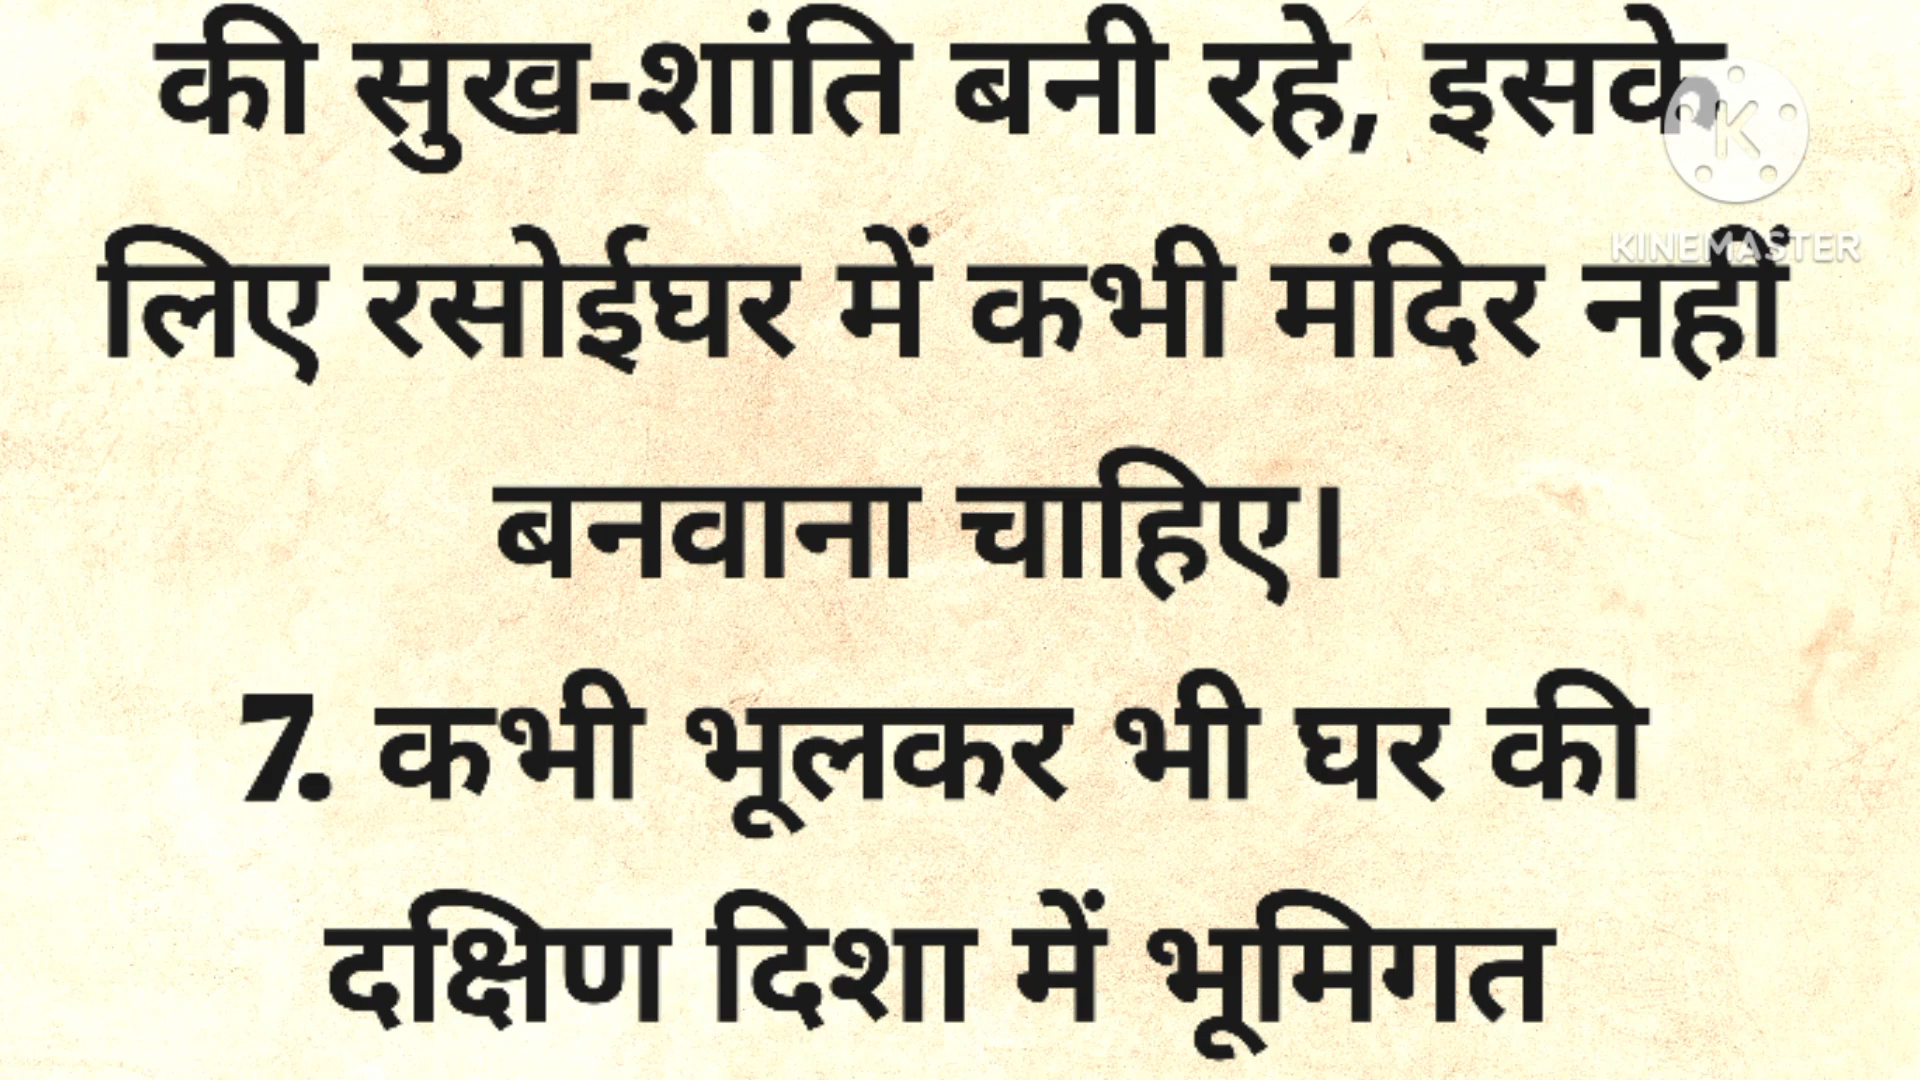 की सुख-शांति बनी रहे, इसके
लिए रसोईघर में कभी मंदिर नहीं
बनवाना चाहिए।
7. कभी भूलकर भी घर की
दक्षिण दिशा में भूमिगत
K
KINEMASTER